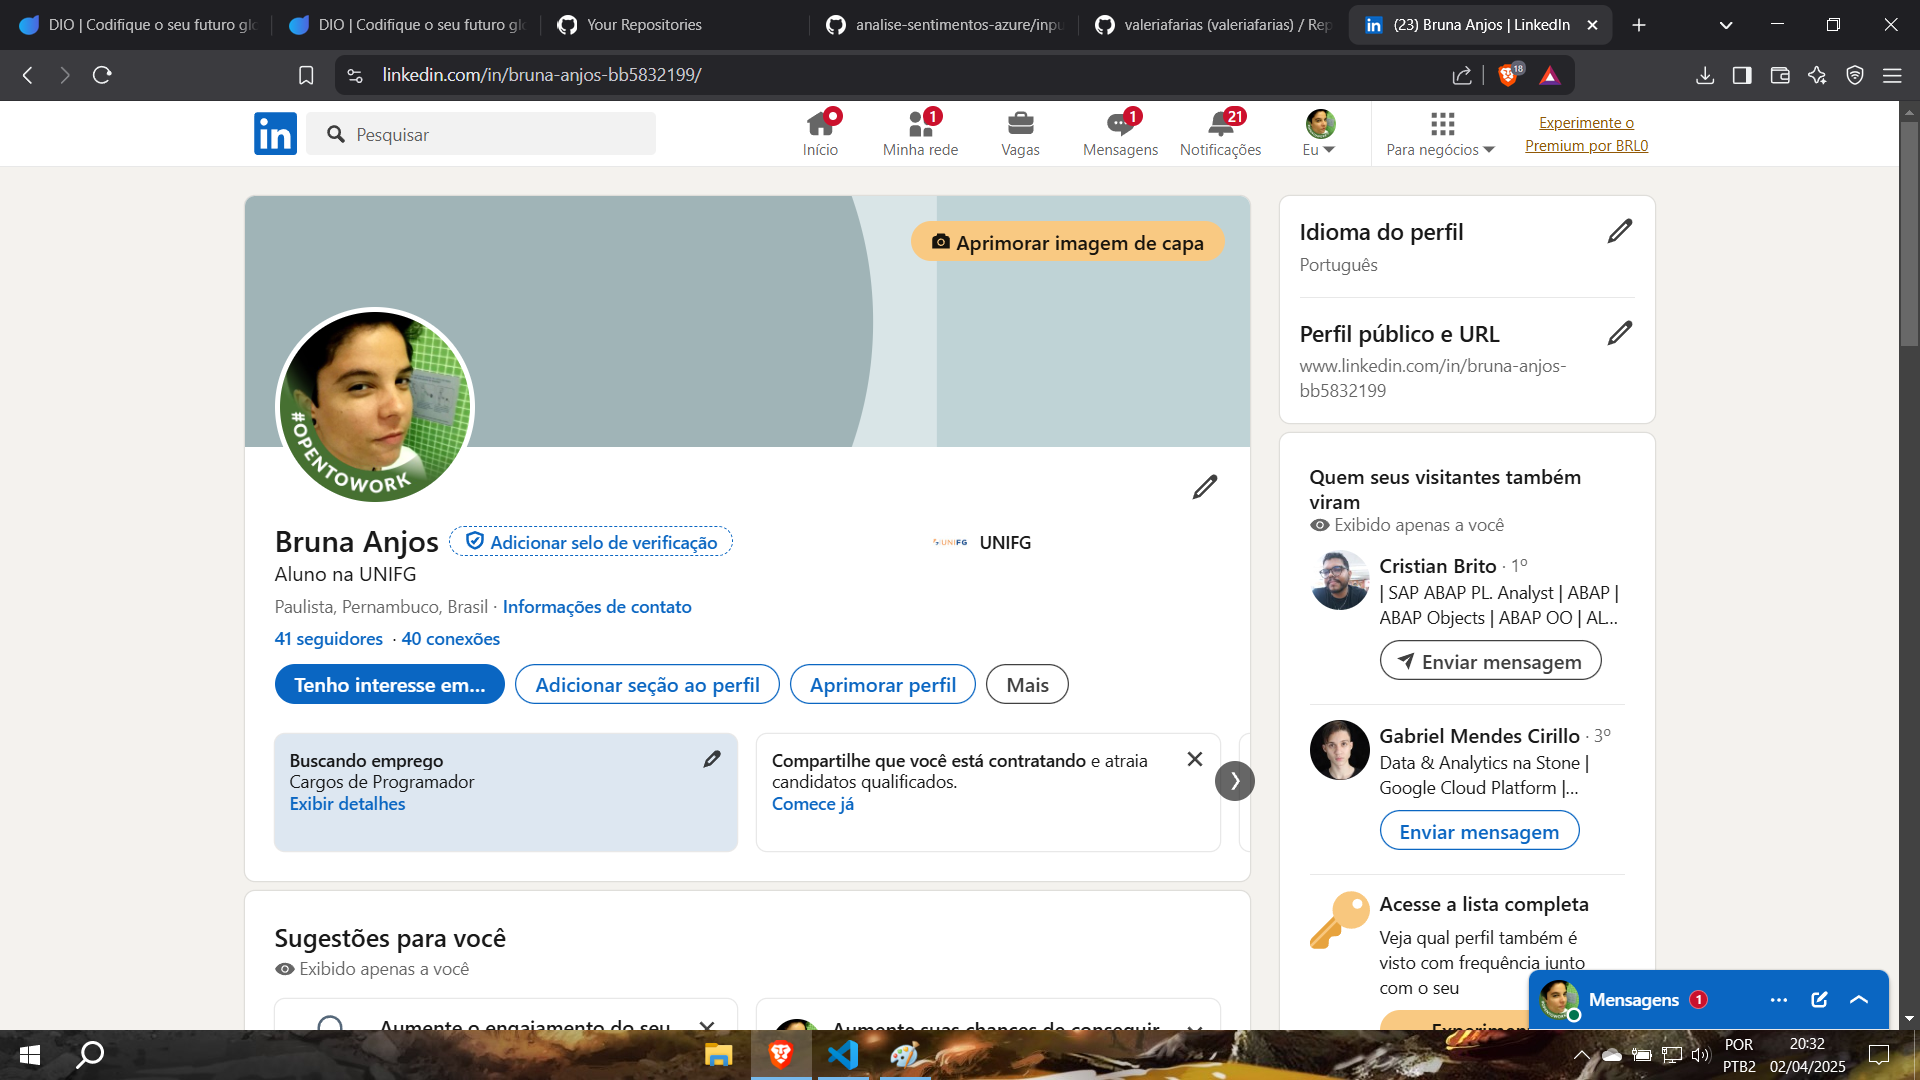 DIO | Codifique o seu futuro glo
DIO | Codifique o seu futuro glo
Your Repositories
analise-sentimentos-azure/inpu
valeriafarias (valeriafarias) / Rep
(23) Bruna Anjos | LinkedIn
linkedin.com/in/bruna-anjos-bb5832199/
18
in
Pesquisar
Início
1
Minha rede
Vagas
1
Mensagens
21
Notificações
Eu
Para negócios
Experimente o
Premium por BRL0
Aprimorar imagem de capa
#OPENTOWORK
Bruna Anjos
Adicionar selo de verificação
UNIFG
UNIFG
Aluno na UNIFG
Paulista, Pernambuco, Brasil · Informações de contato
41 seguidores · 40 conexões
Tenho interesse em...
Adicionar seção ao perfil
Aprimorar perfil
Mais
Buscando emprego
Cargos de Programador
Exibir detalhes
Compartilhe que você está contratando e atraia
candidatos qualificados.
Comece já
Sugestões para você
Exibido apenas a você
Aumente o engajamento do seu
Aumente suas chances de conseguir
Idioma do perfil
Português
Perfil público e URL
www.linkedin.com/in/bruna-anjos-
bb5832199
Quem seus visitantes também
viram
Exibido apenas a você
Cristian Brito · 1º
| SAP ABAP PL. Analyst | ABAP |
ABAP Objects | ABAP OO | AL...
Enviar mensagem
Gabriel Mendes Cirillo · 3º
Data & Analytics na Stone |
Google Cloud Platform |...
Enviar mensagem
Acesse a lista completa
Veja qual perfil também é
visto com frequência junto
com o seu
Mensagens 1
POR
PTB2
20:32
02/04/2025